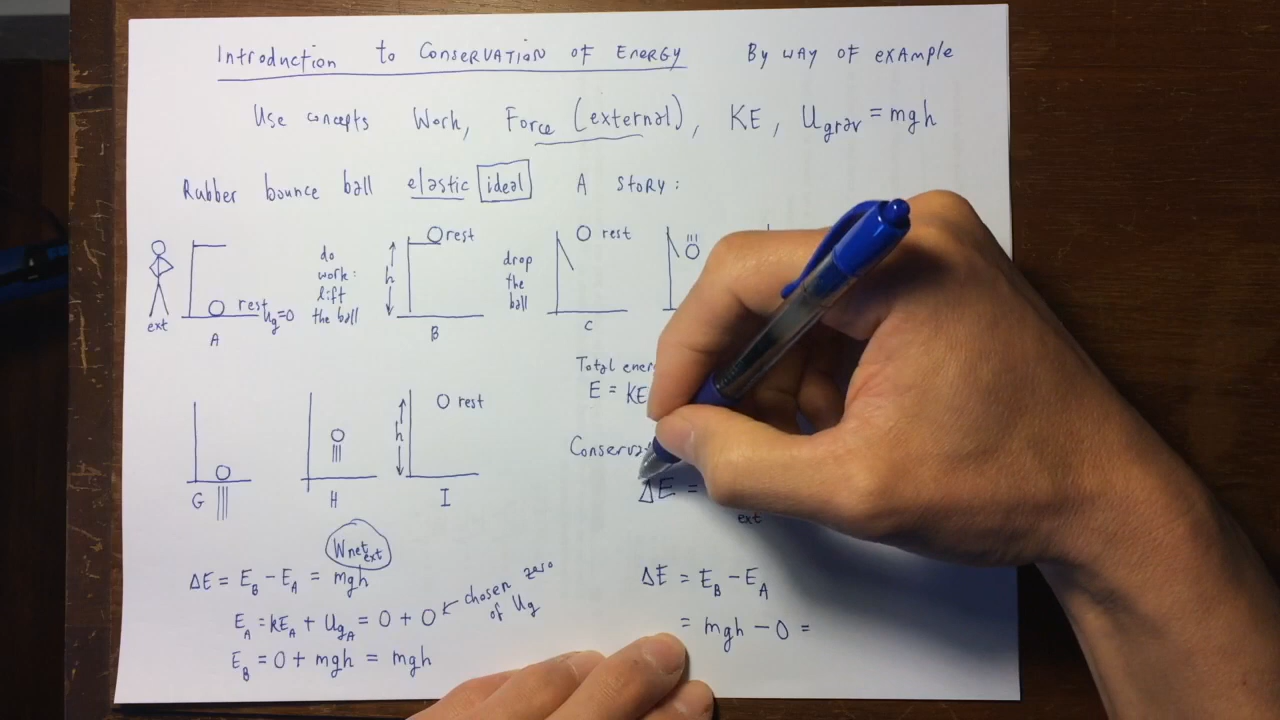 Introduction to Conservation of Energy By way of example
Use concepts Work, Force (external), KE, Ugrav = mgh
Rubber bounce ball elastic ideal A story:
ext
rest
Ug=0
A
do
work:
lift
the ball
h
rest
B
drop
the
ball
rest
C
G
H
h
rest
I
Total
E = KE
ΔE =
ext
Wnet ext
ΔE = EB - EA = mgh
EA = KEA + UgA = 0 + 0 ← chosen zero of Ug
EB = 0 + mgh = mgh
ΔE = EB - EA
= mgh - 0 =